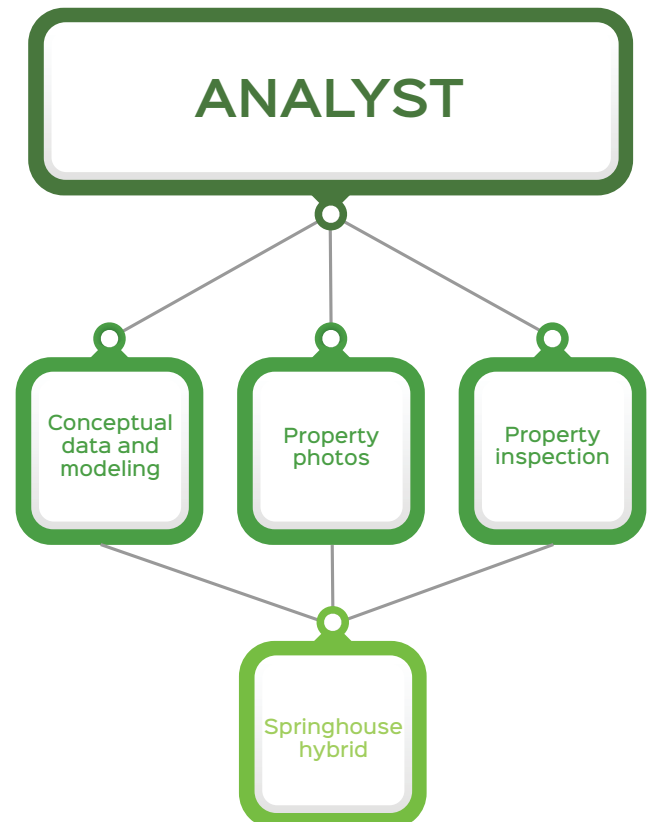 ANALYST
Conceptual
data and
modeling
Property
photos
Property
inspection
Springhouse
hybrid